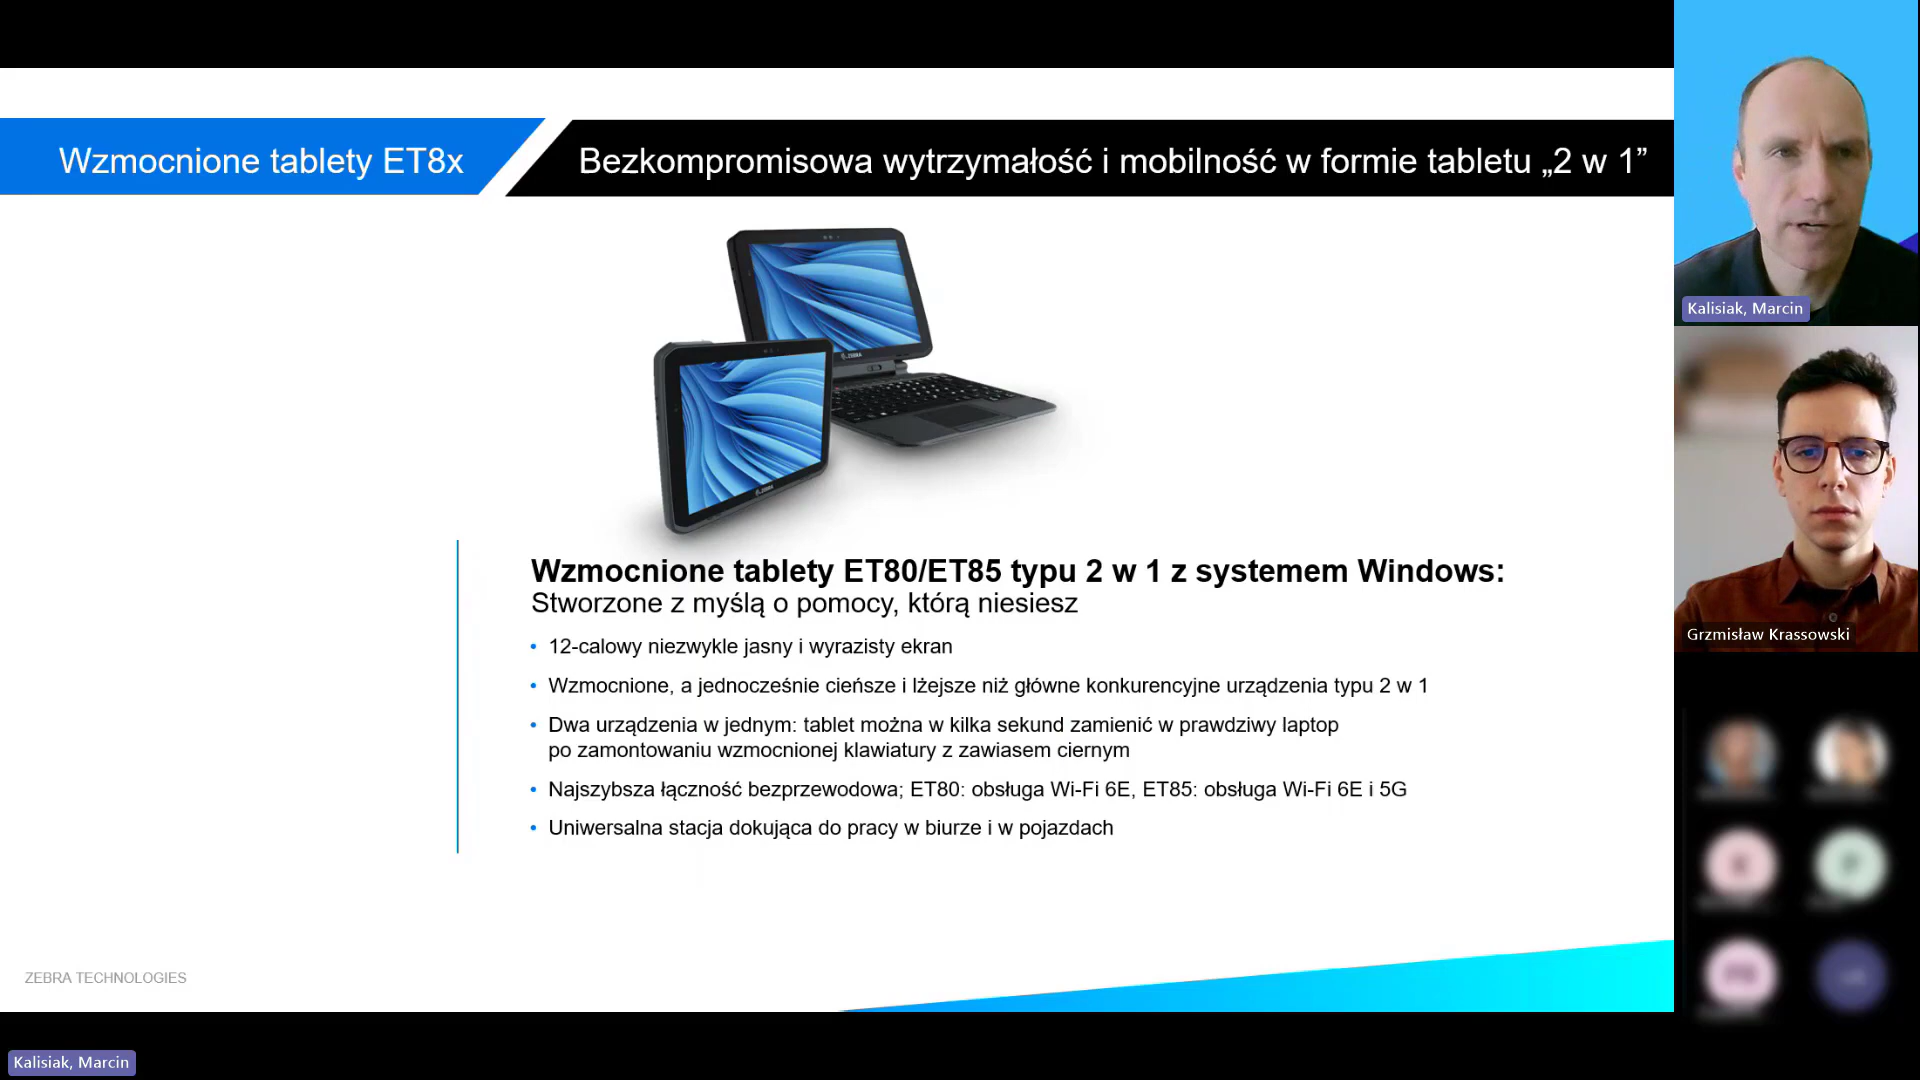 Wzmocnione tablety ET8x
Bezkompromisowa wytrzymałość i mobilność w formie tabletu „2 w 1”
ZEBRA
ZEBRA
Wzmocnione tablety ET80/ET85 typu 2 w 1 z systemem Windows:
Stworzone z myślą o pomocy, którą niesiesz
• 12-calowy niezwykle jasny i wyrazisty ekran
• Wzmocnione, a jednocześnie cieńsze i lżejsze niż główne konkurencyjne urządzenia typu 2 w 1
• Dwa urządzenia w jednym: tablet można w kilka sekund zamienić w prawdziwy laptop
po zamontowaniu wzmocnionej klawiatury z zawiasem ciernym
• Najszybsza łączność bezprzewodowa; ET80: obsługa Wi-Fi 6E, ET85: obsługa Wi-Fi 6E i 5G
• Uniwersalna stacja dokująca do pracy w biurze i w pojazdach
ZEBRA TECHNOLOGIES
Kalisiak, Marcin
Kalisiak, Marcin
Grzmisław Krassowski